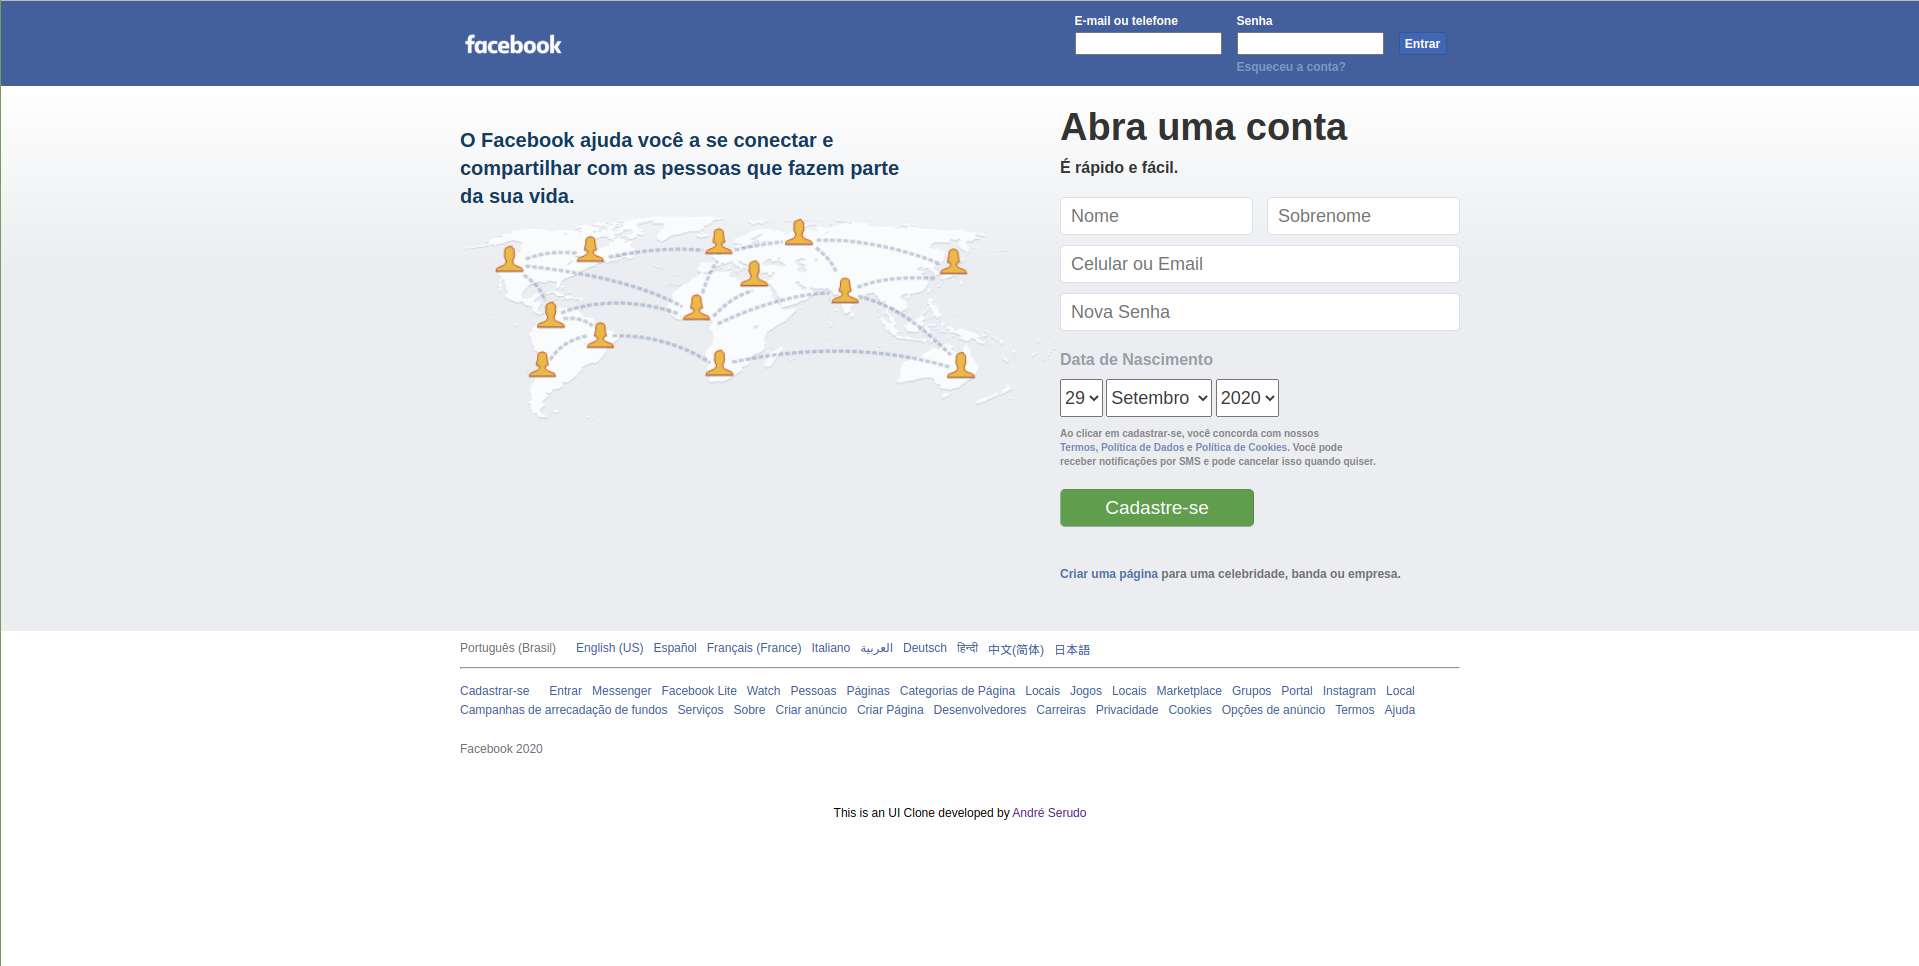 E-mail ou telefone
Senha
facebook
Entrar
Esqueceu a conta?
O Facebook ajuda você a se conectar e
compartilhar com as pessoas que fazem parte
da sua vida.
Abra uma conta
É rápido e fácil.
Nome
Sobrenome
Celular ou Email
Nova Senha
Data de Nascimento
29
Setembro
2020
Ao clicar em cadastrar-se, você concorda com nossos
Termos, Política de Dados e Política de Cookies. Você pode
receber notificações por SMS e pode cancelar isso quando quiser.
Cadastre-se
Criar uma página para uma celebridade, banda ou empresa.
Português (Brasil) English (US) Español Français (France) Italiano العربية Deutsch हिन्दी 中文(简体) 日本語
Cadastrar-se Entrar Messenger Facebook Lite Watch Pessoas Páginas Categorias de Página Locais Jogos Locais Marketplace Grupos Portal Instagram Local
Campanhas de arrecadação de fundos Serviços Sobre Criar anúncio Criar Página Desenvolvedores Carreiras Privacidade Cookies Opções de anúncio Termos Ajuda
Facebook 2020
This is an UI Clone developed by André Serudo